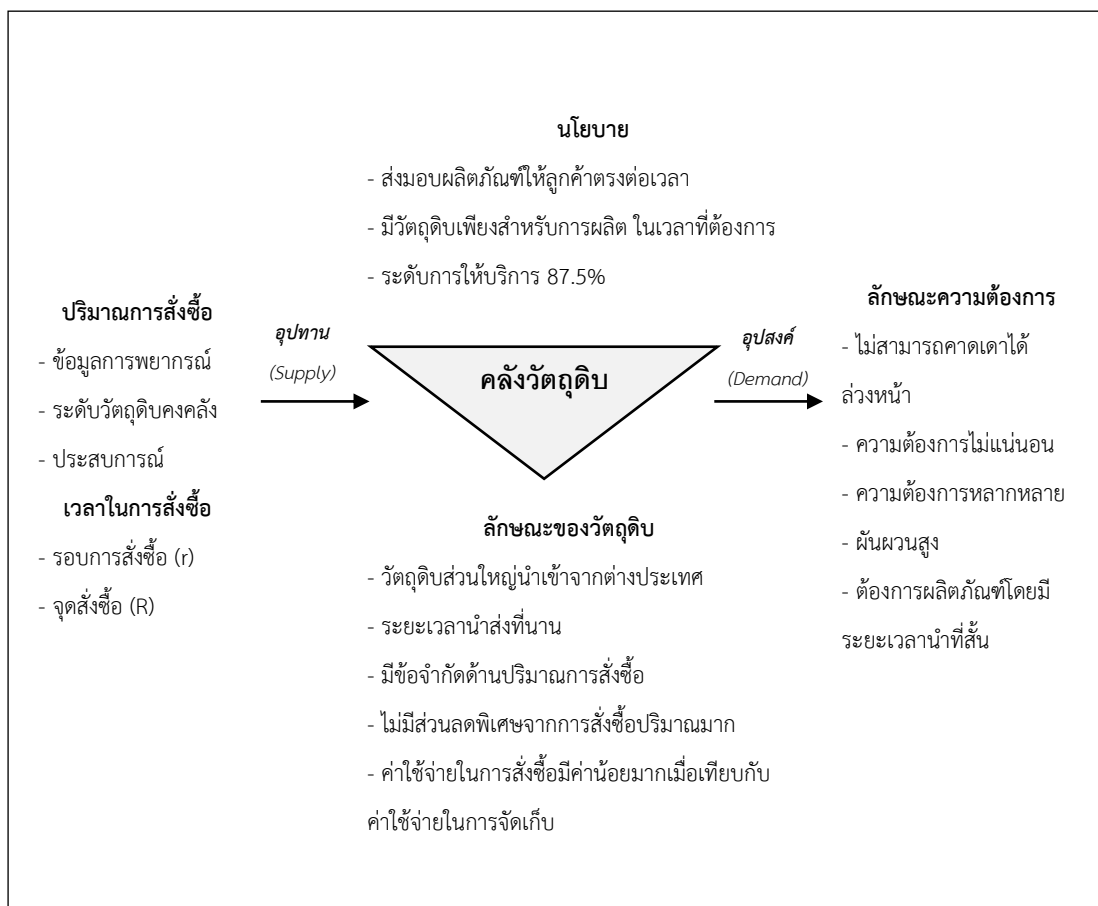 นโยบาย
- ส่งมอบผลิตภัณฑ์ให้ลูกค้าตรงต่อเวลา
- มีวัตถุดิบเพียงสำหรับการผลิต ในเวลาที่ต้องการ
- ระดับการให้บริการ 87.5%
ปริมาณการสั่งซื้อ
- ข้อมูลการพยากรณ์
- ระดับวัตถุดิบคงคลัง
- ประสบการณ์
เวลาในการสั่งซื้อ
- รอบการสั่งซื้อ (r)
- จุดสั่งซื้อ (R)
อุปทาน
(Supply)
คลังวัตถุดิบ
อุปสงค์
(Demand)
ลักษณะความต้องการ
- ไม่สามารถคาดเดาได้
ล่วงหน้า
- ความต้องการไม่แน่นอน
- ความต้องการหลากหลาย
- ผันผวนสูง
- ต้องการผลิตภัณฑ์โดยมี
ระยะเวลานำที่สั้น
ลักษณะของวัตถุดิบ
- วัตถุดิบส่วนใหญ่นำเข้าจากต่างประเทศ
- ระยะเวลานำส่งที่นาน
- มีข้อจำกัดด้านปริมาณการสั่งซื้อ
- ไม่มีส่วนลดพิเศษจากการสั่งซื้อปริมาณมาก
- ค่าใช้จ่ายในการสั่งซื้อมีค่าน้อยมากเมื่อเทียบกับ
ค่าใช้จ่ายในการจัดเก็บ